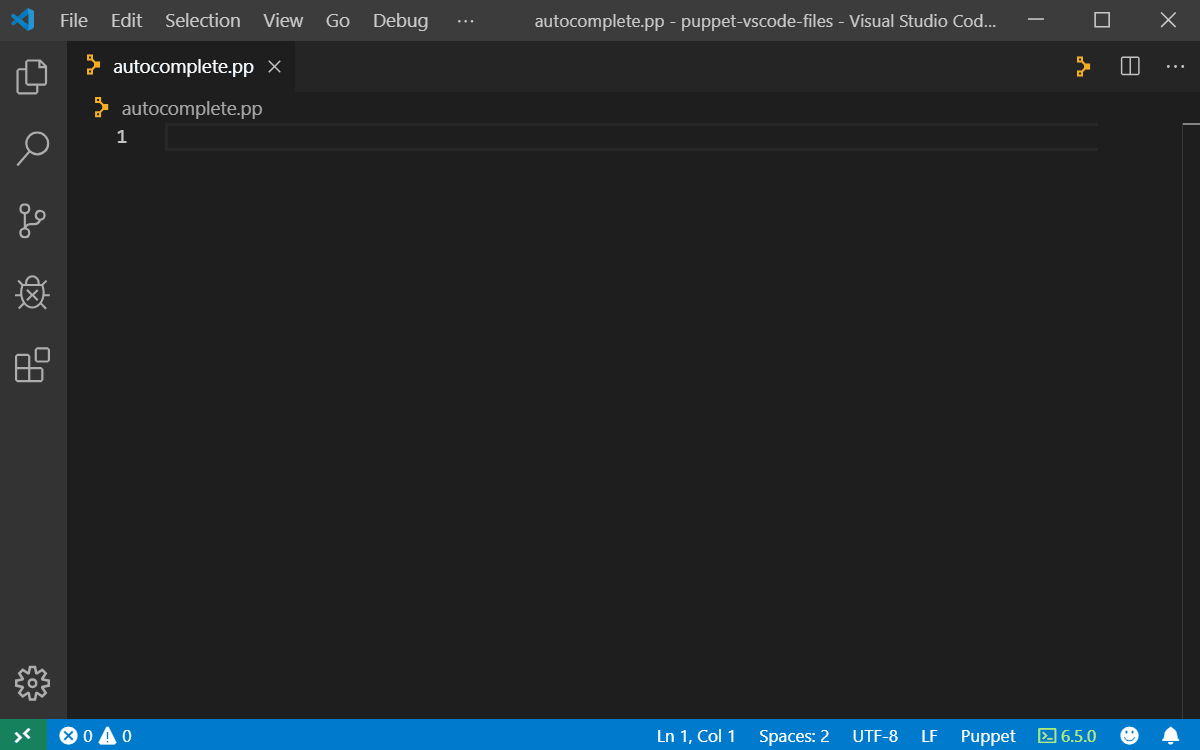 File Edit Selection View Go Debug ··· autocomplete.pp - puppet-vscode-files - Visual Studio Cod...
autocomplete.pp
autocomplete.pp
1
0 0 Ln 1, Col 1 Spaces: 2 UTF-8 LF Puppet 6.5.0